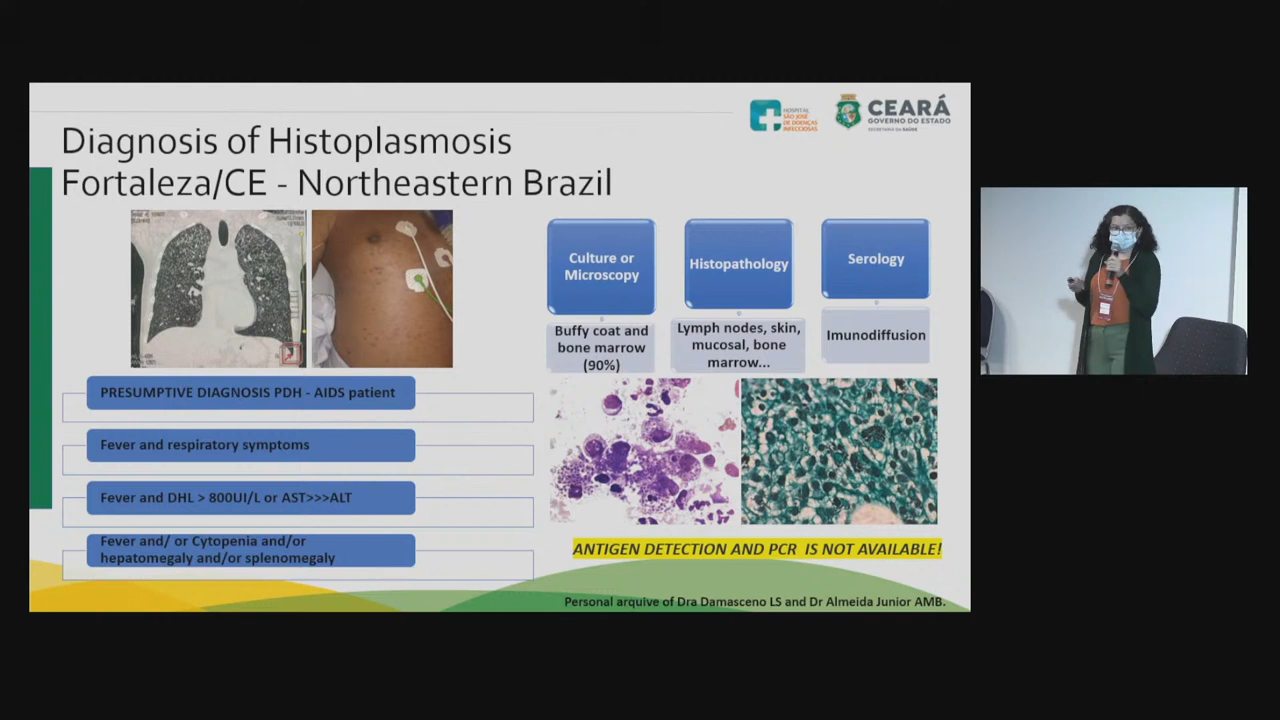 HOSPITAL
SÃO JOSÉ
DE DOENÇAS
INFECCIOSAS
CEARÁ
GOVERNO DO ESTADO
SECRETARIA DA SAÚDE
Diagnosis of Histoplasmosis
Fortaleza/CE - Northeastern Brazil
Culture or
Microscopy
Buffy coat and
bone marrow
(90%)
Histopathology
Lymph nodes, skin,
mucosal, bone
marrow...
Serology
Imunodiffusion
PRESUMPTIVE DIAGNOSIS PDH - AIDS patient
Fever and respiratory symptoms
Fever and DHL > 800UI/L or AST>>>ALT
Fever and/ or Cytopenia and/or
hepatomegaly and/or splenomegaly
ANTIGEN DETECTION AND PCR IS NOT AVAILABLE!
Personal arquive of Dra Damasceno LS and Dr Almeida Junior AMB.